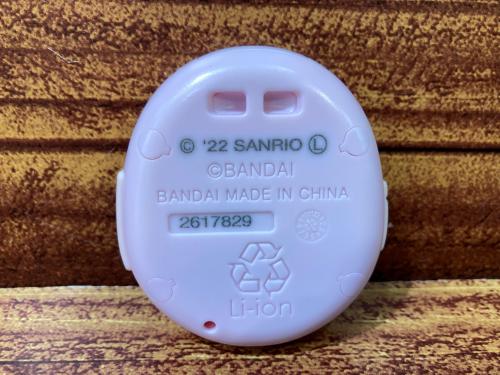 © '22 SANRIO Ⓛ
©BANDAI
BANDAI MADE IN CHINA
2617829
Li-ion